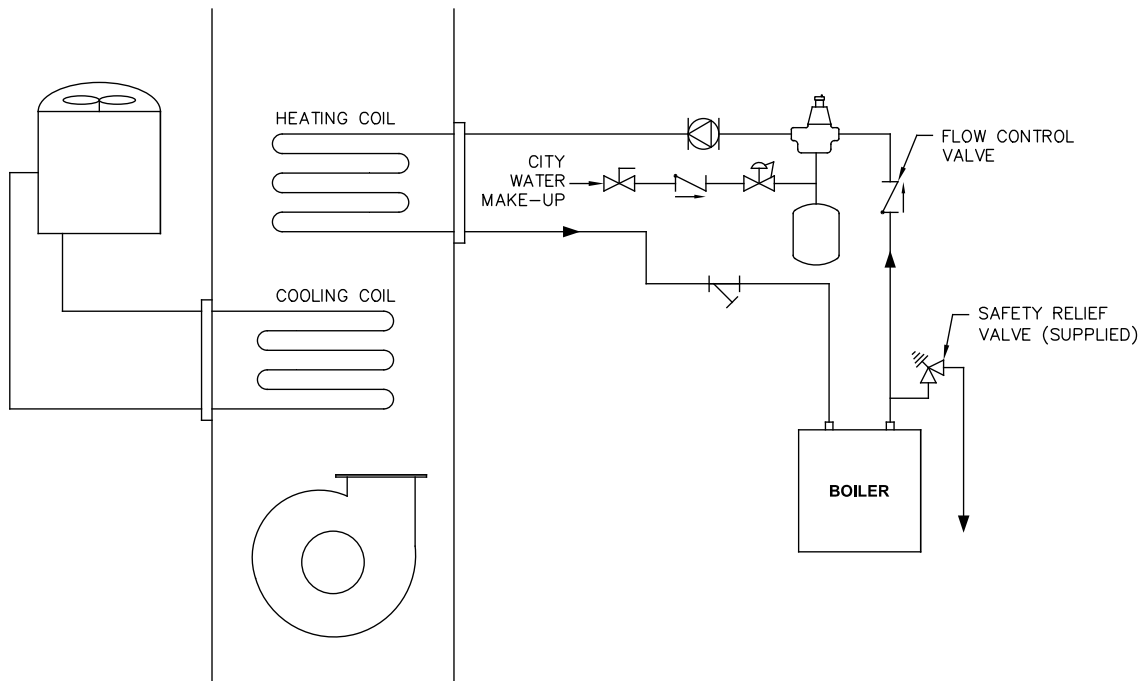 HEATING COIL
CITY
WATER
MAKE-UP
FLOW CONTROL
VALVE
COOLING COIL
SAFETY RELIEF
VALVE (SUPPLIED)
BOILER